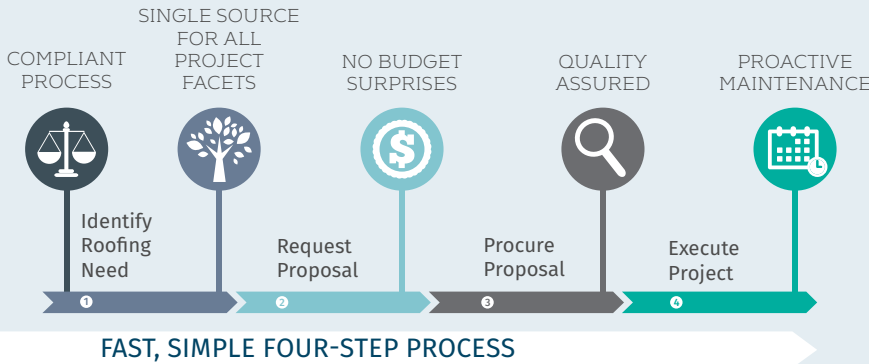 COMPLIANT
PROCESS
SINGLE SOURCE
FOR ALL
PROJECT
FACETS
NO BUDGET
SURPRISES
QUALITY
ASSURED
PROACTIVE
MAINTENANCE
$
Identify
Roofing
Need
Request
Proposal
Procure
Proposal
Execute
Project
1
2
3
4
FAST, SIMPLE FOUR-STEP PROCESS